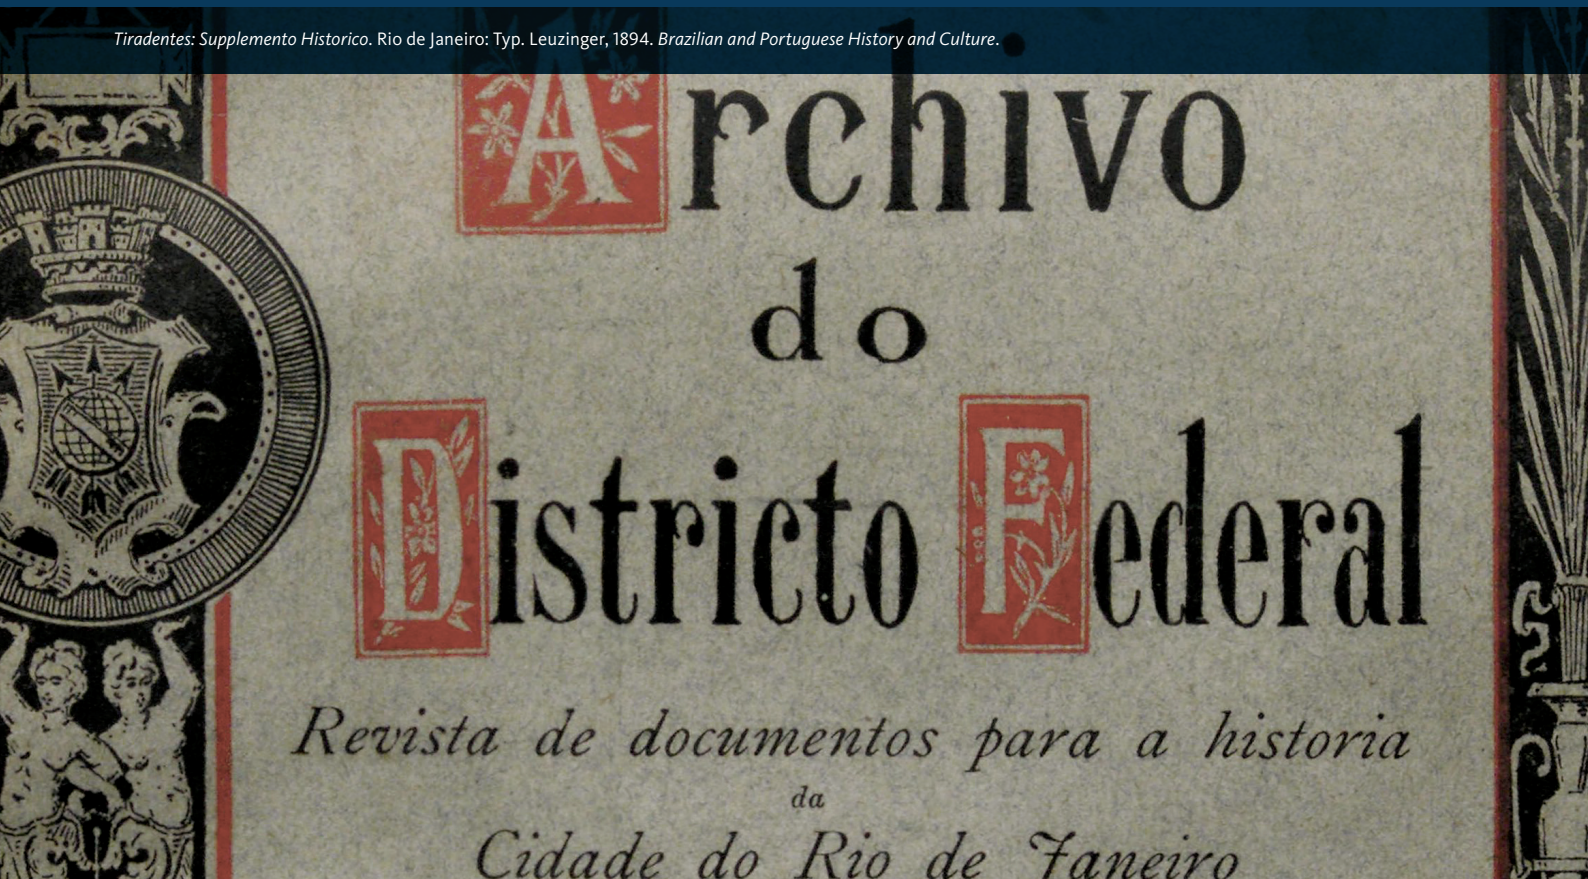 Tiradentes: Supplemento Historico. Rio de Janeiro: Typ. Leuzinger, 1894. Brazilian and Portuguese History and Culture.
Archivo
do
Districto Federal
Revista de documentos para a historia
da
Cidade do Rio de Janeiro